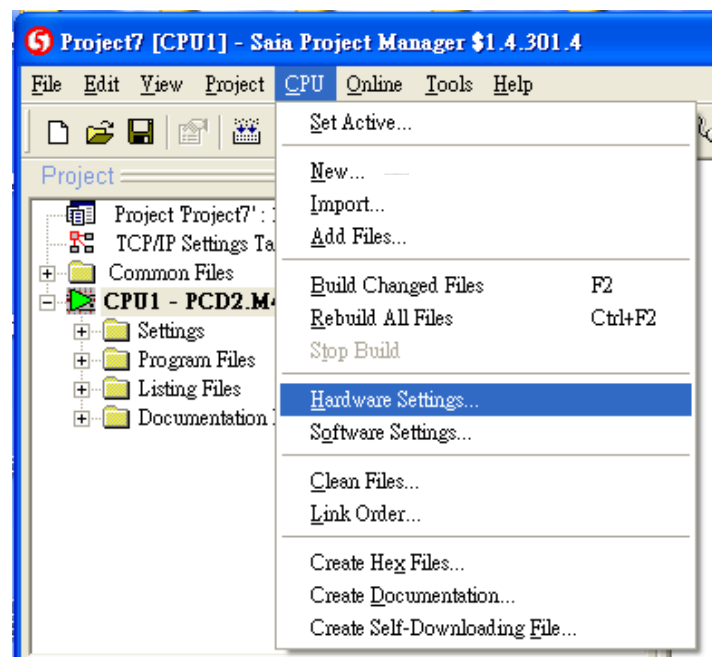 Project7 [CPU1] - Saia Project Manager $1.4.301.4
File Edit View Project CPU Online Tools Help
Project
Project 'Project7' :
TCP/IP Settings Ta
Common Files
CPU1 - PCD2.M4
Settings
Program Files
Listing Files
Documentation
Set Active...
New...
Import...
Add Files...
Build Changed Files F2
Rebuild All Files Ctrl+F2
Stop Build
Hardware Settings...
Software Settings...
Clean Files...
Link Order...
Create Hex Files...
Create Documentation...
Create Self-Downloading File...